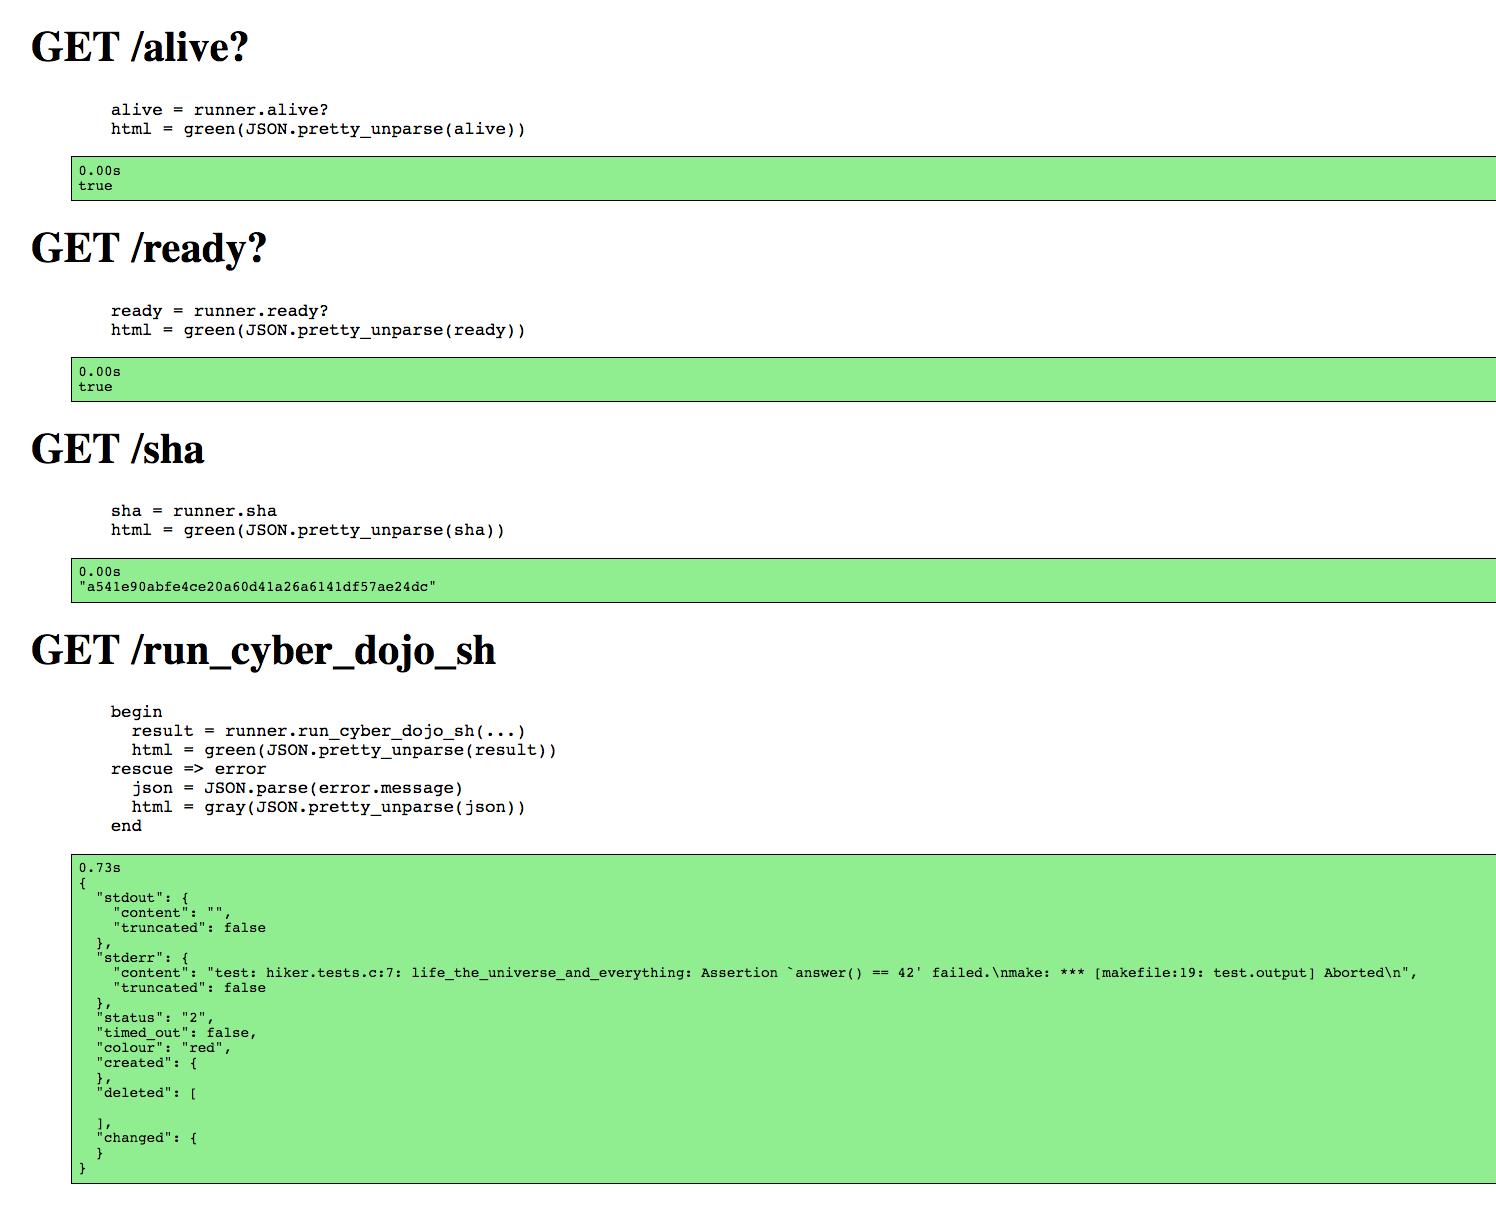 GET /alive?
alive = runner.alive?
html = green(JSON.pretty_unparse(alive))
0.00s
true
GET /ready?
ready = runner.ready?
html = green(JSON.pretty_unparse(ready))
0.00s
true
GET /sha
sha = runner.sha
html = green(JSON.pretty_unparse(sha))
0.00s
"a541e90abfe4ce20a60d41a26a6141df57ae24dc"
GET /run_cyber_dojo_sh
begin
  result = runner.run_cyber_dojo_sh(...)
  html = green(JSON.pretty_unparse(result))
rescue => error
  json = JSON.parse(error.message)
  html = gray(JSON.pretty_unparse(json))
end
0.73s
{
  "stdout": {
    "content": "",
    "truncated": false
  },
  "stderr": {
    "content": "test: hiker.tests.c:7: life_the_universe_and_everything: Assertion `answer() == 42' failed.\nmake: *** [makefile:19: test.output] Aborted\n",
    "truncated": false
  },
  "status": "2",
  "timed_out": false,
  "colour": "red",
  "created": {
  },
  "deleted": [

  ],
  "changed": {
  }
}